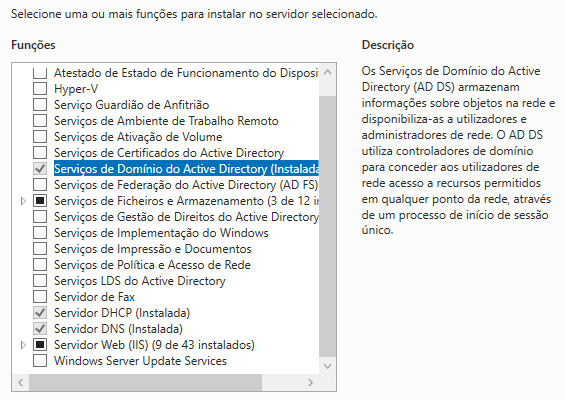 Selecione uma ou mais funções para instalar no servidor selecionado.
Funções
Atestado de Estado de Funcionamento do Disposi
Hyper-V
Serviço Guardião de Anfitrião
Serviços de Ambiente de Trabalho Remoto
Serviços de Ativação de Volume
Serviços de Certificados do Active Directory
Serviços de Domínio do Active Directory (Instalada
Serviços de Federação do Active Directory (AD FS)
Serviços de Ficheiros e Armazenamento (3 de 12 i
Serviços de Gestão de Direitos do Active Directory
Serviços de Implementação do Windows
Serviços de Impressão e Documentos
Serviços de Política e Acesso de Rede
Serviços LDS do Active Directory
Servidor de Fax
Servidor DHCP (Instalada)
Servidor DNS (Instalada)
Servidor Web (IIS) (9 de 43 instalados)
Windows Server Update Services
Descrição
Os Serviços de Domínio do Active
Directory (AD DS) armazenam
informações sobre objetos na rede e
disponibiliza-as a utilizadores e
administradores de rede. O AD DS
utiliza controladores de domínio
para conceder aos utilizadores de
rede acesso a recursos permitidos
em qualquer ponto da rede, através
de um processo de início de sessão
único.